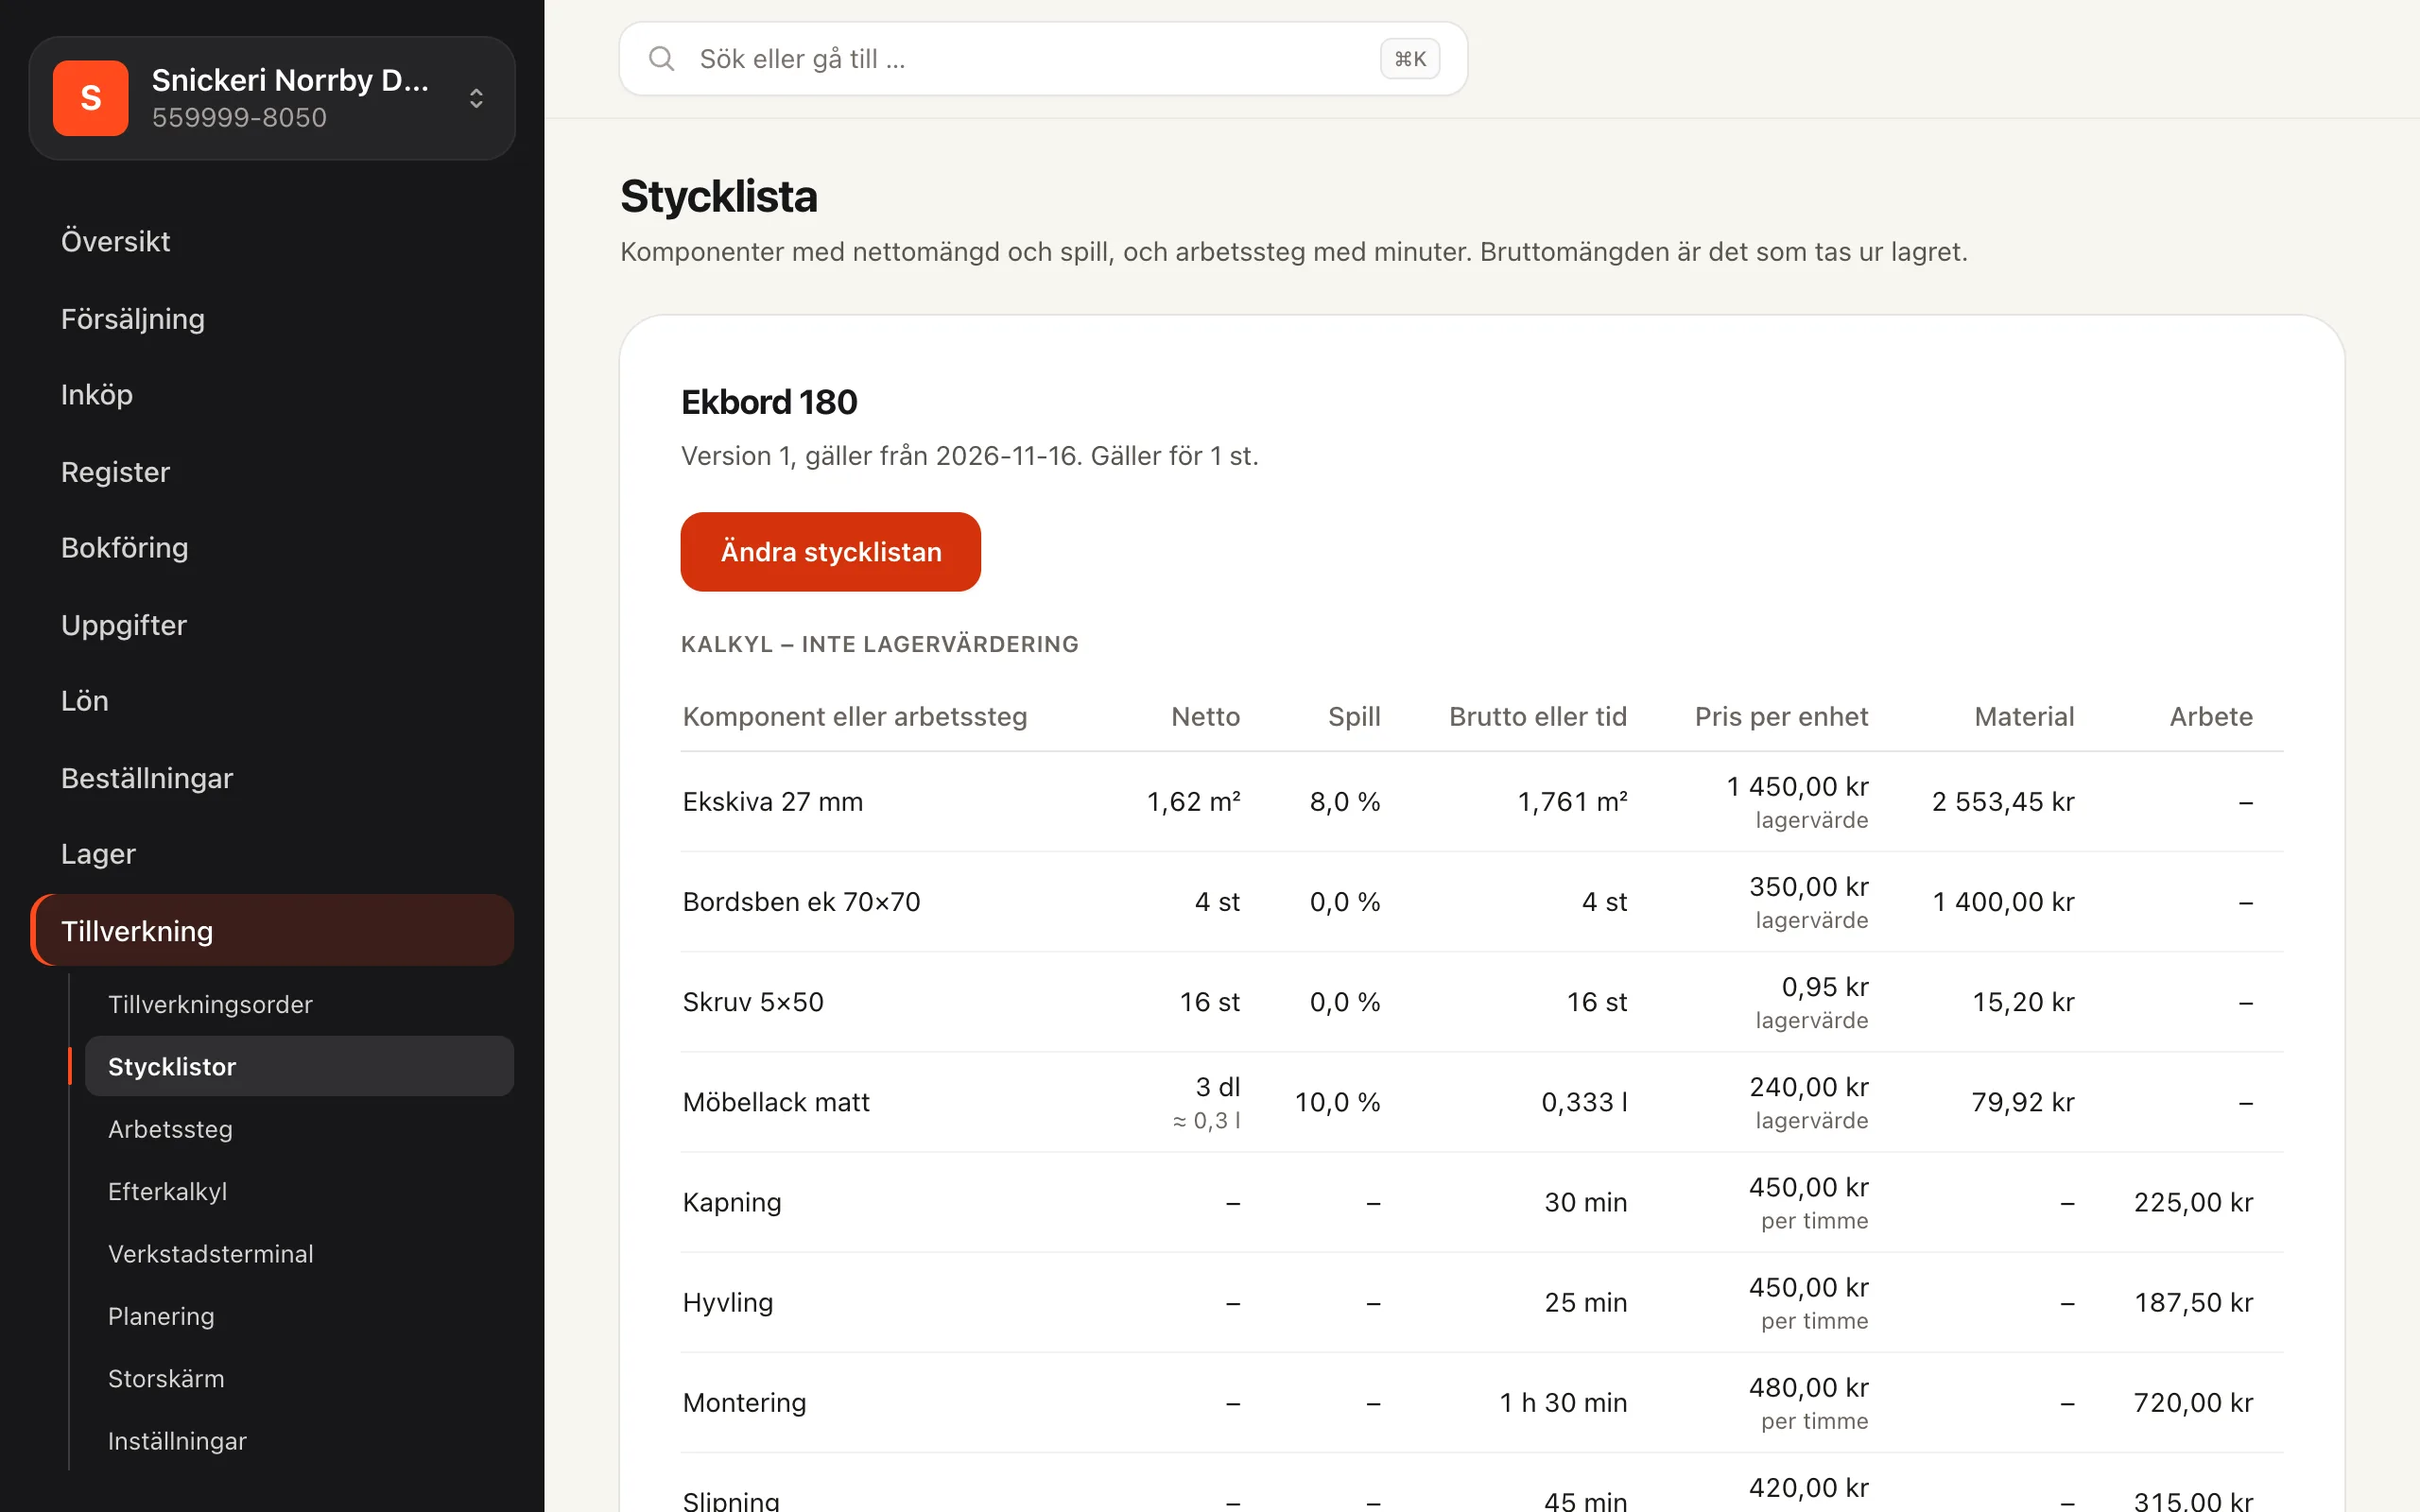 S
Snickeri Norrby D...
559999-8050
Översikt
Försäljning
Inköp
Register
Bokföring
Uppgifter
Lön
Beställningar
Lager
Tillverkning
Tillverkningsorder
Stycklistor
Arbetssteg
Efterkalkyl
Verkstadsterminal
Planering
Storskärm
Inställningar
Sök eller gå till ...
⌘K
Stycklista
Komponenter med nettomängd och spill, och arbetssteg med minuter. Bruttomängden är det som tas ur lagret.
Ekbord 180
Version 1, gäller från 2026-11-16. Gäller för 1 st.
Ändra stycklistan
KALKYL – INTE LAGERVÄRDERING
Komponent eller arbetssteg Netto Spill Brutto eller tid Pris per enhet Material Arbete
Ekskiva 27 mm 1,62 m² 8,0 % 1,761 m² 1 450,00 kr 2 553,45 kr –
lagervärde
Bordsben ek 70×70 4 st 0,0 % 4 st 350,00 kr 1 400,00 kr –
lagervärde
Skruv 5×50 16 st 0,0 % 16 st 0,95 kr 15,20 kr –
lagervärde
Möbellack matt 3 dl 10,0 % 0,333 l 240,00 kr 79,92 kr –
≈ 0,3 l lagervärde
Kapning – – 30 min 450,00 kr – 225,00 kr
per timme
Hyvling – – 25 min 450,00 kr – 187,50 kr
per timme
Montering – – 1 h 30 min 480,00 kr – 720,00 kr
per timme
Slipning – – 45 min 420,00 kr – 315,00 kr